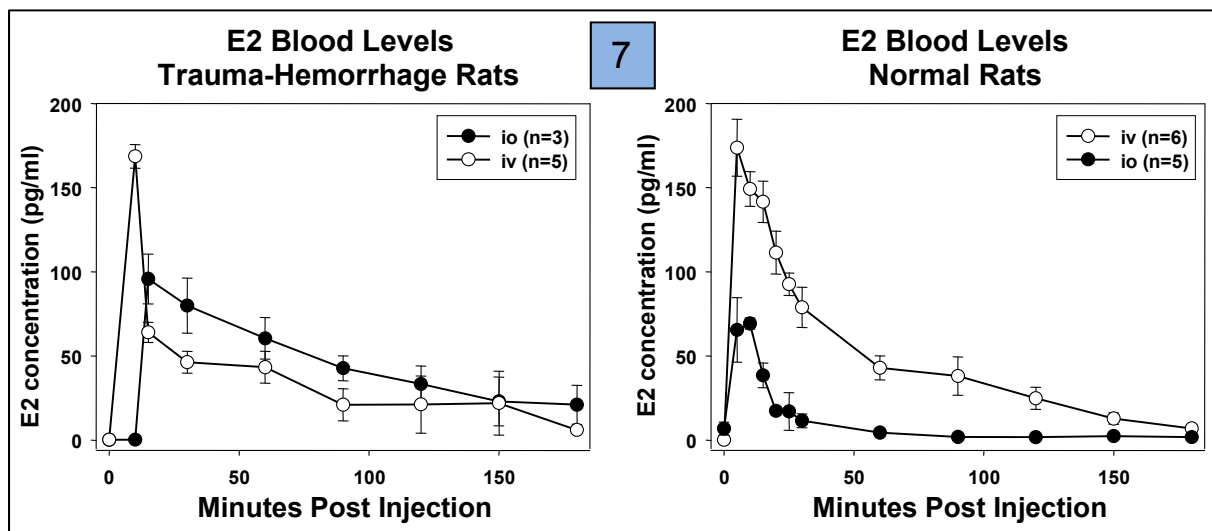 E2 Blood Levels
Trauma-Hemorrhage Rats
7
E2 Blood Levels
Normal Rats
E2 concentration (pg/ml)
200
150
100
50
0
io (n=3)
iv (n=5)
0
50
100
150
Minutes Post Injection
E2 concentration (pg/ml)
200
150
100
50
0
iv (n=6)
io (n=5)
0
50
100
150
Minutes Post Injection